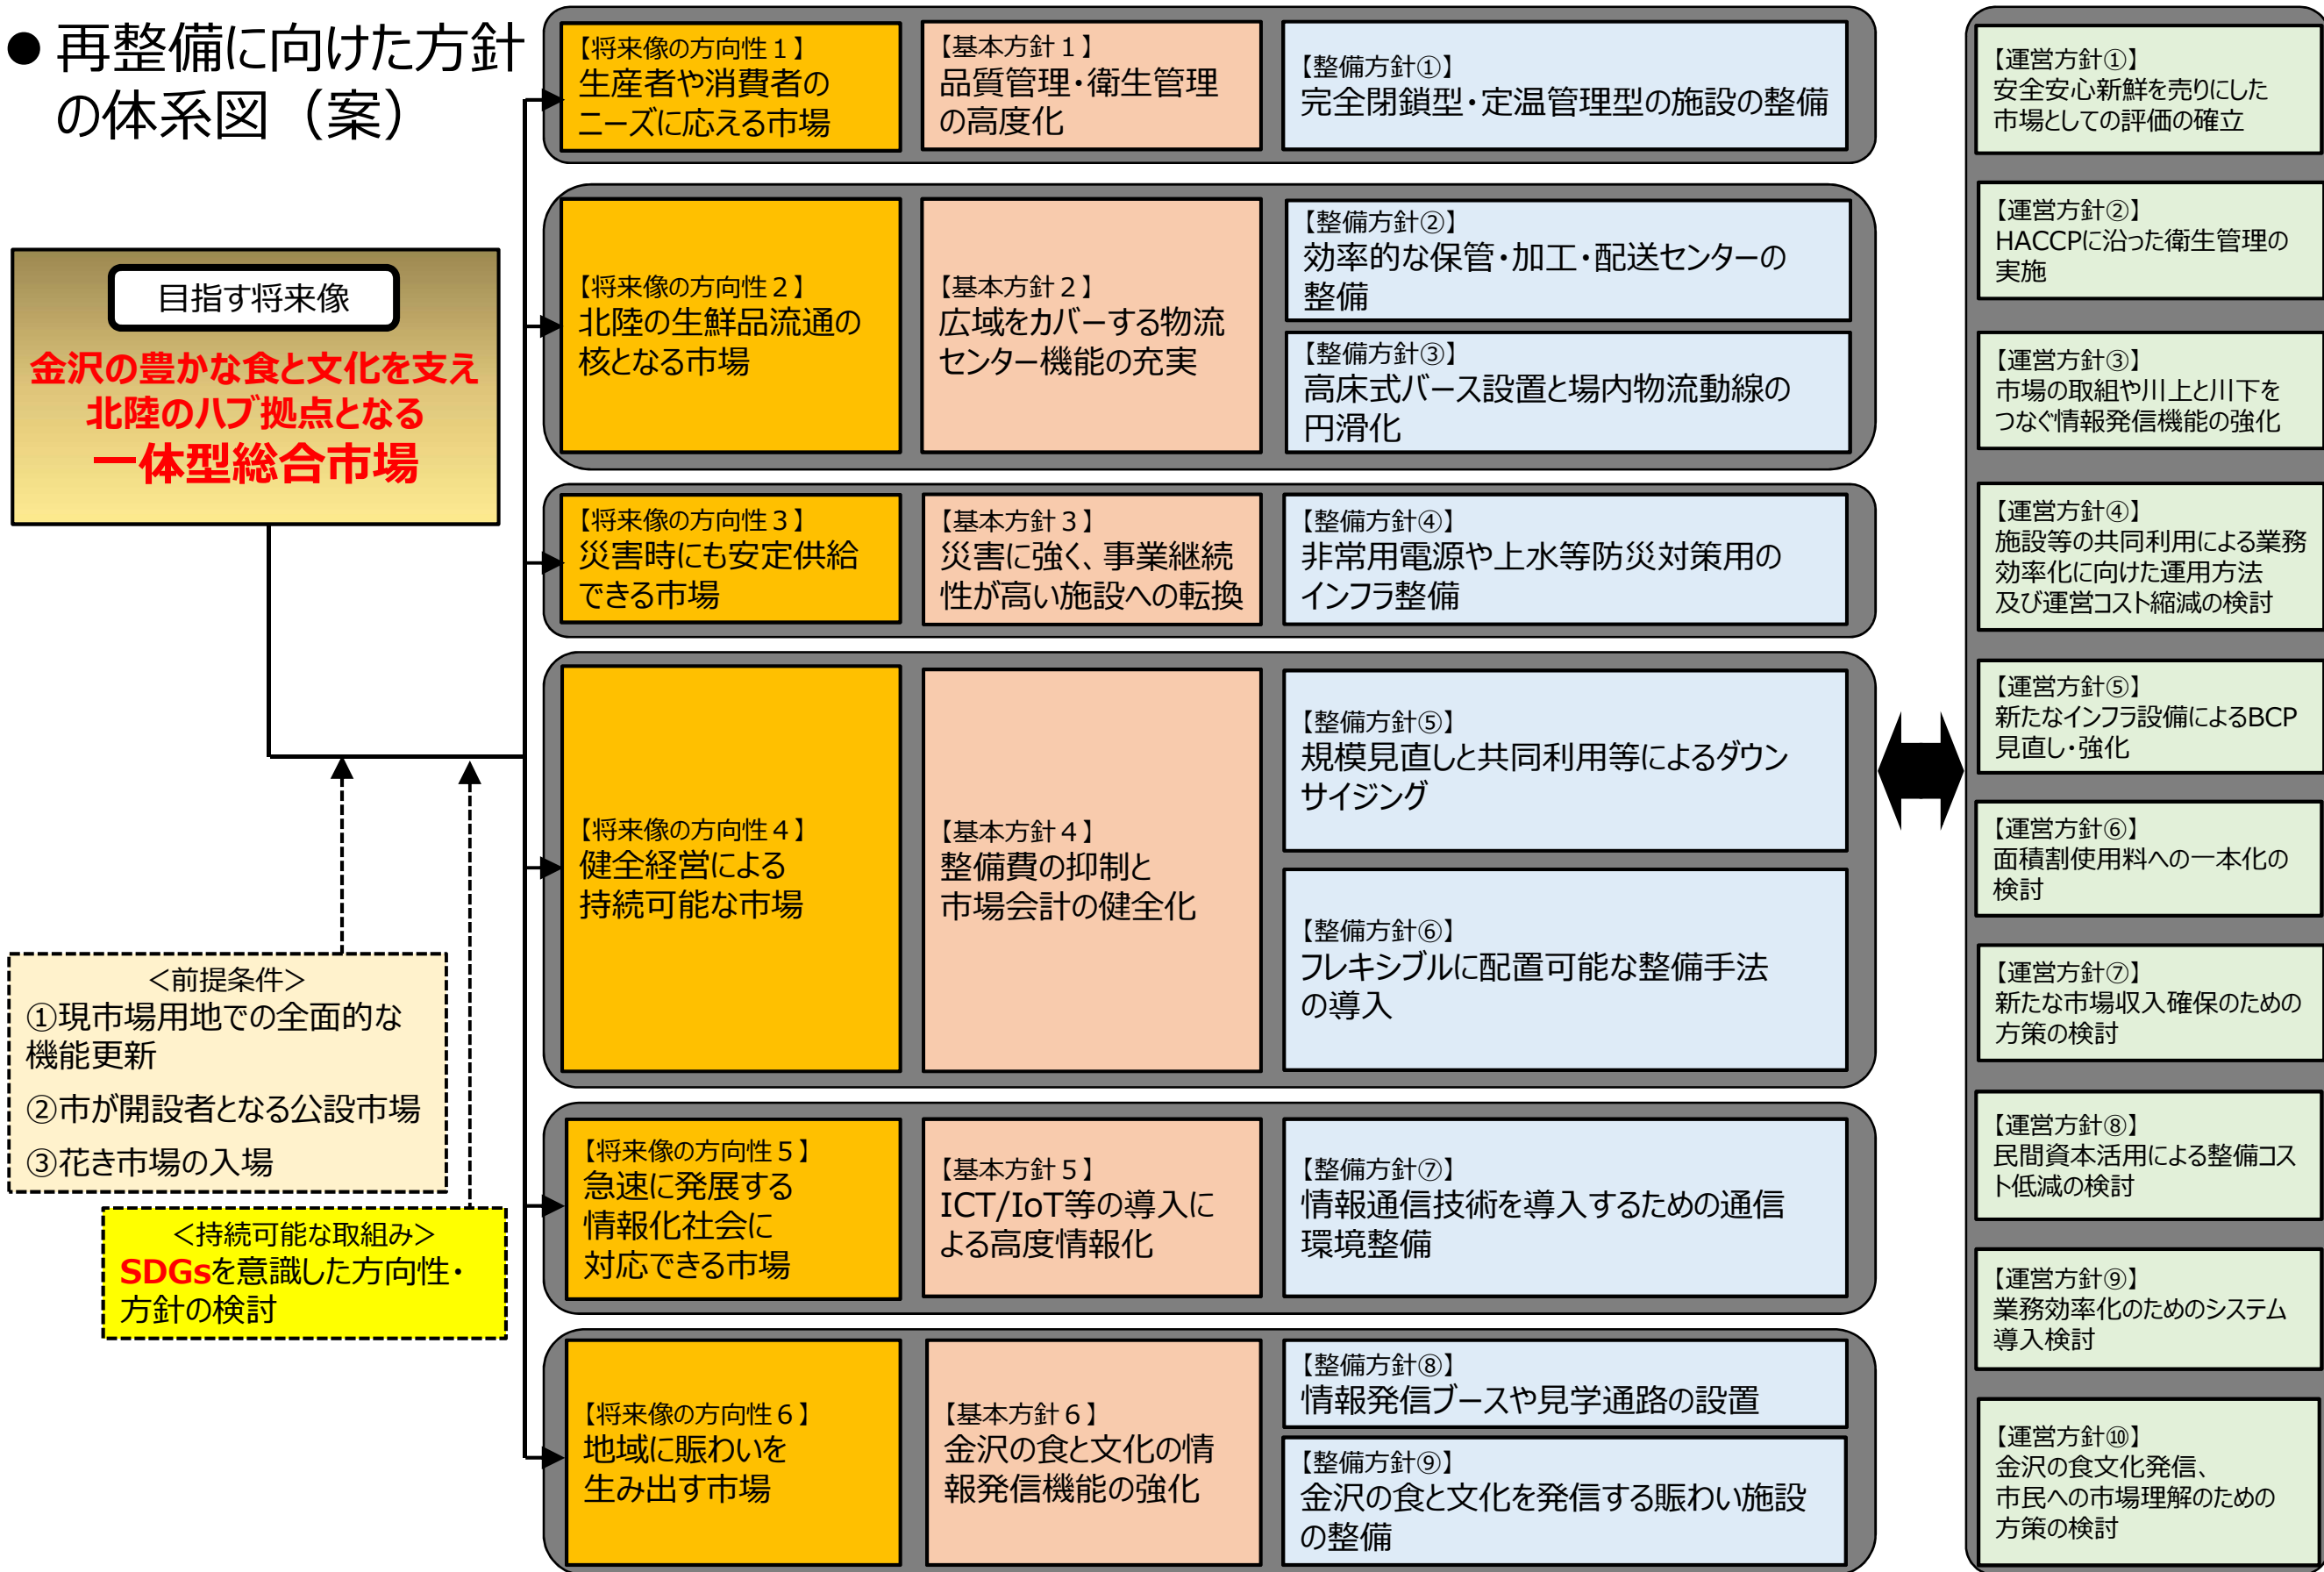 ●再整備に向けた方針
の体系図（案）
目指す将来像
金沢の豊かな食と文化を支え
北陸のハブ拠点となる
一体型総合市場
＜前提条件＞
①現市場用地での全面的な
機能更新
②市が開設者となる公設市場
③花き市場の入場
＜持続可能な取組み＞
SDGsを意識した方向性・
方針の検討
【将来像の方向性１】
生産者や消費者の
ニーズに応える市場
【基本方針１】
品質管理・衛生管理
の高度化
【整備方針①】
完全閉鎖型・定温管理型の施設の整備
【将来像の方向性２】
北陸の生鮮品流通の
核となる市場
【基本方針２】
広域をカバーする物流
センター機能の充実
【整備方針②】
効率的な保管・加工・配送センターの
整備
【整備方針③】
高床式バース設置と場内物流動線の
円滑化
【将来像の方向性３】
災害時にも安定供給
できる市場
【基本方針３】
災害に強く、事業継続
性が高い施設への転換
【整備方針④】
非常用電源や上水等防災対策用の
インフラ整備
【将来像の方向性４】
健全経営による
持続可能な市場
【基本方針４】
整備費の抑制と
市場会計の健全化
【整備方針⑤】
規模見直しと共同利用等によるダウン
サイジング
【整備方針⑥】
フレキシブルに配置可能な整備手法
の導入
【将来像の方向性５】
急速に発展する
情報化社会に
対応できる市場
【基本方針５】
ICT/IoT等の導入に
よる高度情報化
【整備方針⑦】
情報通信技術を導入するための通信
環境整備
【将来像の方向性６】
地域に賑わいを
生み出す市場
【基本方針６】
金沢の食と文化の情
報発信機能の強化
【整備方針⑧】
情報発信ブースや見学通路の設置
【整備方針⑨】
金沢の食と文化を発信する賑わい施設
の整備
【運営方針①】
安全安心新鮮を売りにした
市場としての評価の確立
【運営方針②】
HACCPに沿った衛生管理の
実施
【運営方針③】
市場の取組や川上と川下を
つなぐ情報発信機能の強化
【運営方針④】
施設等の共同利用による業務
効率化に向けた運用方法
及び運営コスト縮減の検討
【運営方針⑤】
新たなインフラ設備によるBCP
見直し・強化
【運営方針⑥】
面積割使用料への一本化の
検討
【運営方針⑦】
新たな市場収入確保のための
方策の検討
【運営方針⑧】
民間資本活用による整備コス
ト低減の検討
【運営方針⑨】
業務効率化のためのシステム
導入検討
【運営方針⑩】
金沢の食文化発信、
市民への市場理解のための
方策の検討